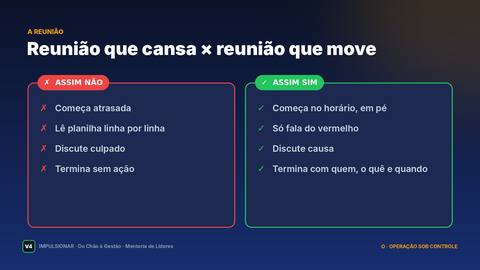 A REUNIÃO
Reunião que cansa × reunião que move
✗ ASSIM NÃO
✗ Começa atrasada
✗ Lê planilha linha por linha
✗ Discute culpado
✗ Termina sem ação
✓ ASSIM SIM
✓ Começa no horário, em pé
✓ Só fala do vermelho
✓ Discute causa
✓ Termina com quem, o quê e quando
V4 IMPULSIONAR · Do Chão à Gestão · Mentoria de Líderes
O · OPERAÇÃO SOB CONTROLE